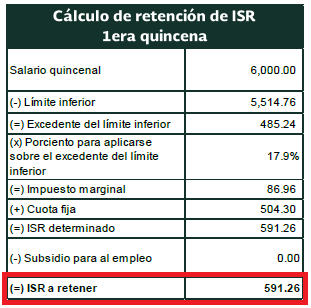 Cálculo de retención de ISR
1era quincena
Salario quincenal 6,000.00
(-) Límite inferior 5,514.76
(=) Excedente del límite inferior 485.24
(x) Porciento para aplicarse
sobre el excedente del límite
inferior 17.9%
(=) Impuesto marginal 86.96
(+) Cuota fija 504.30
(=) ISR determinado 591.26
(-) Subsidio para al empleo 0.00
(=) ISR a retener 591.26